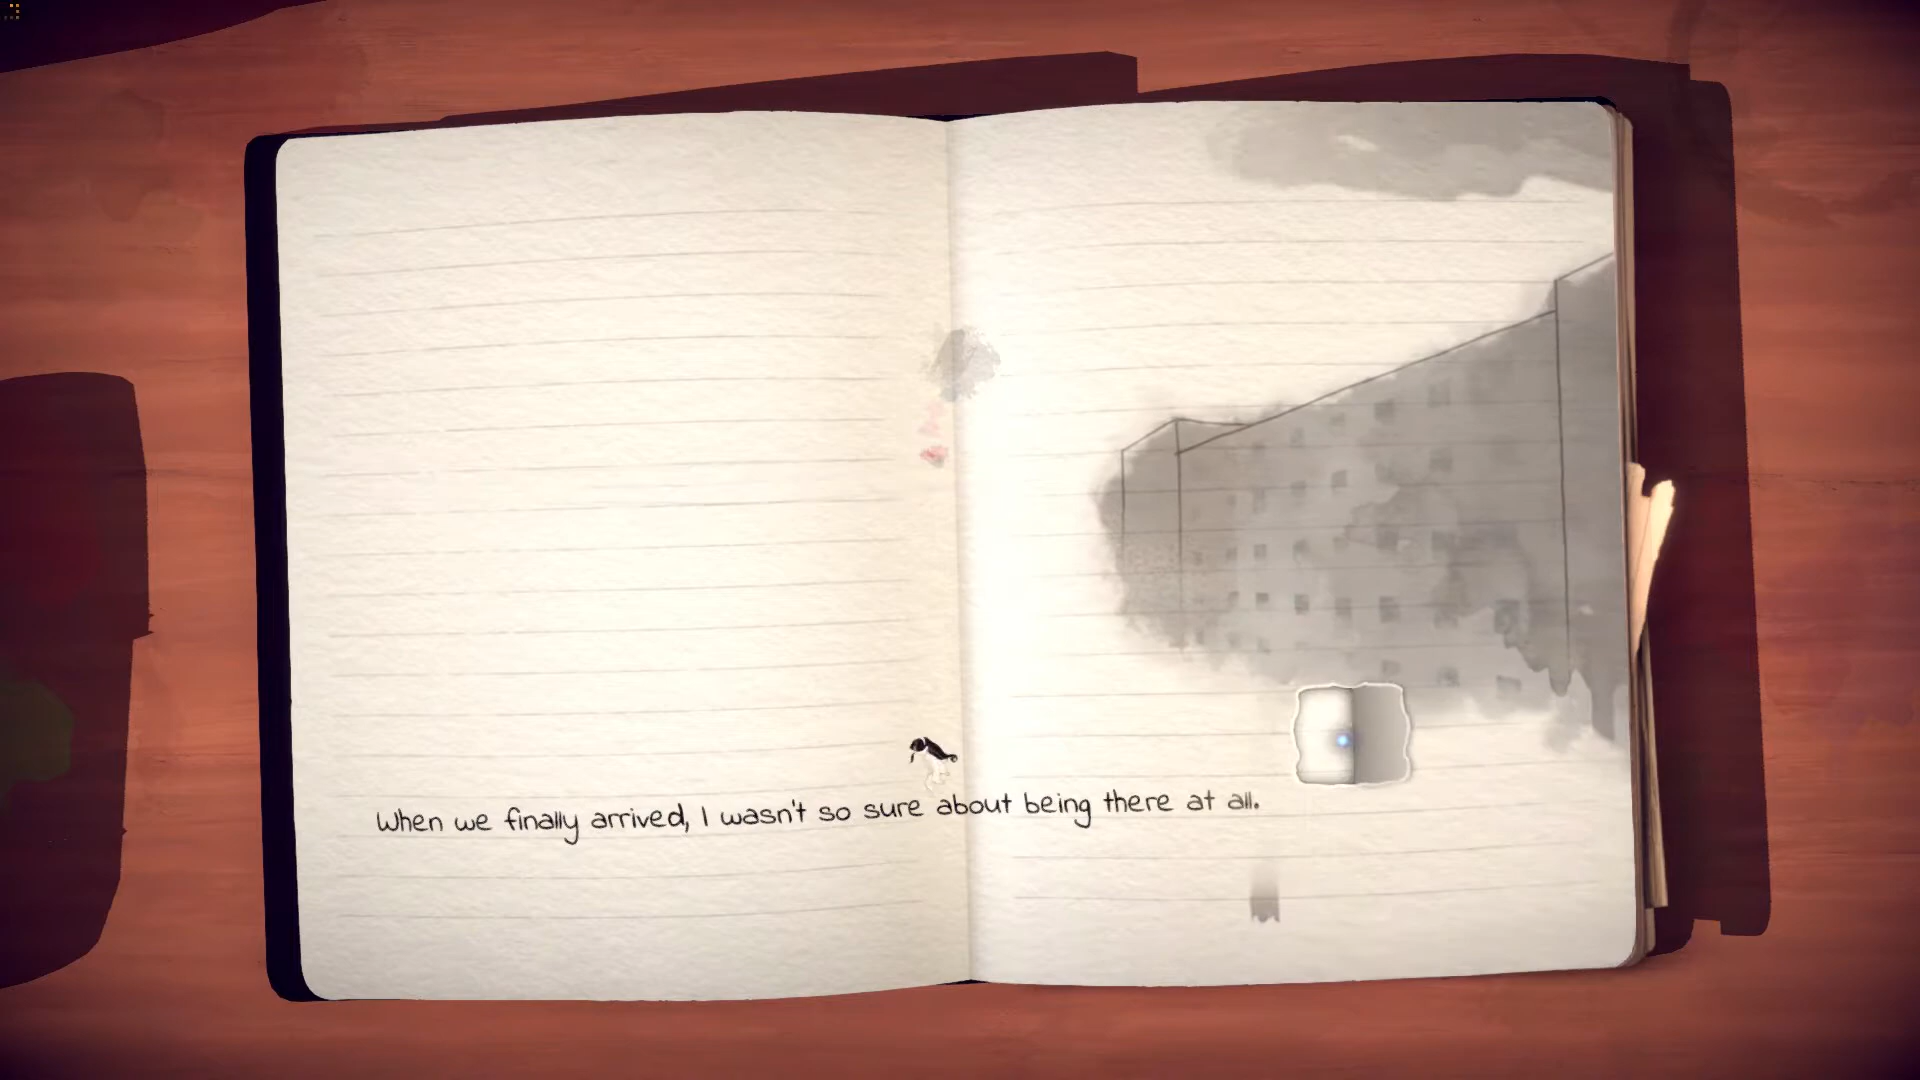 When we finally arrived, I wasn't so sure about being there at all.